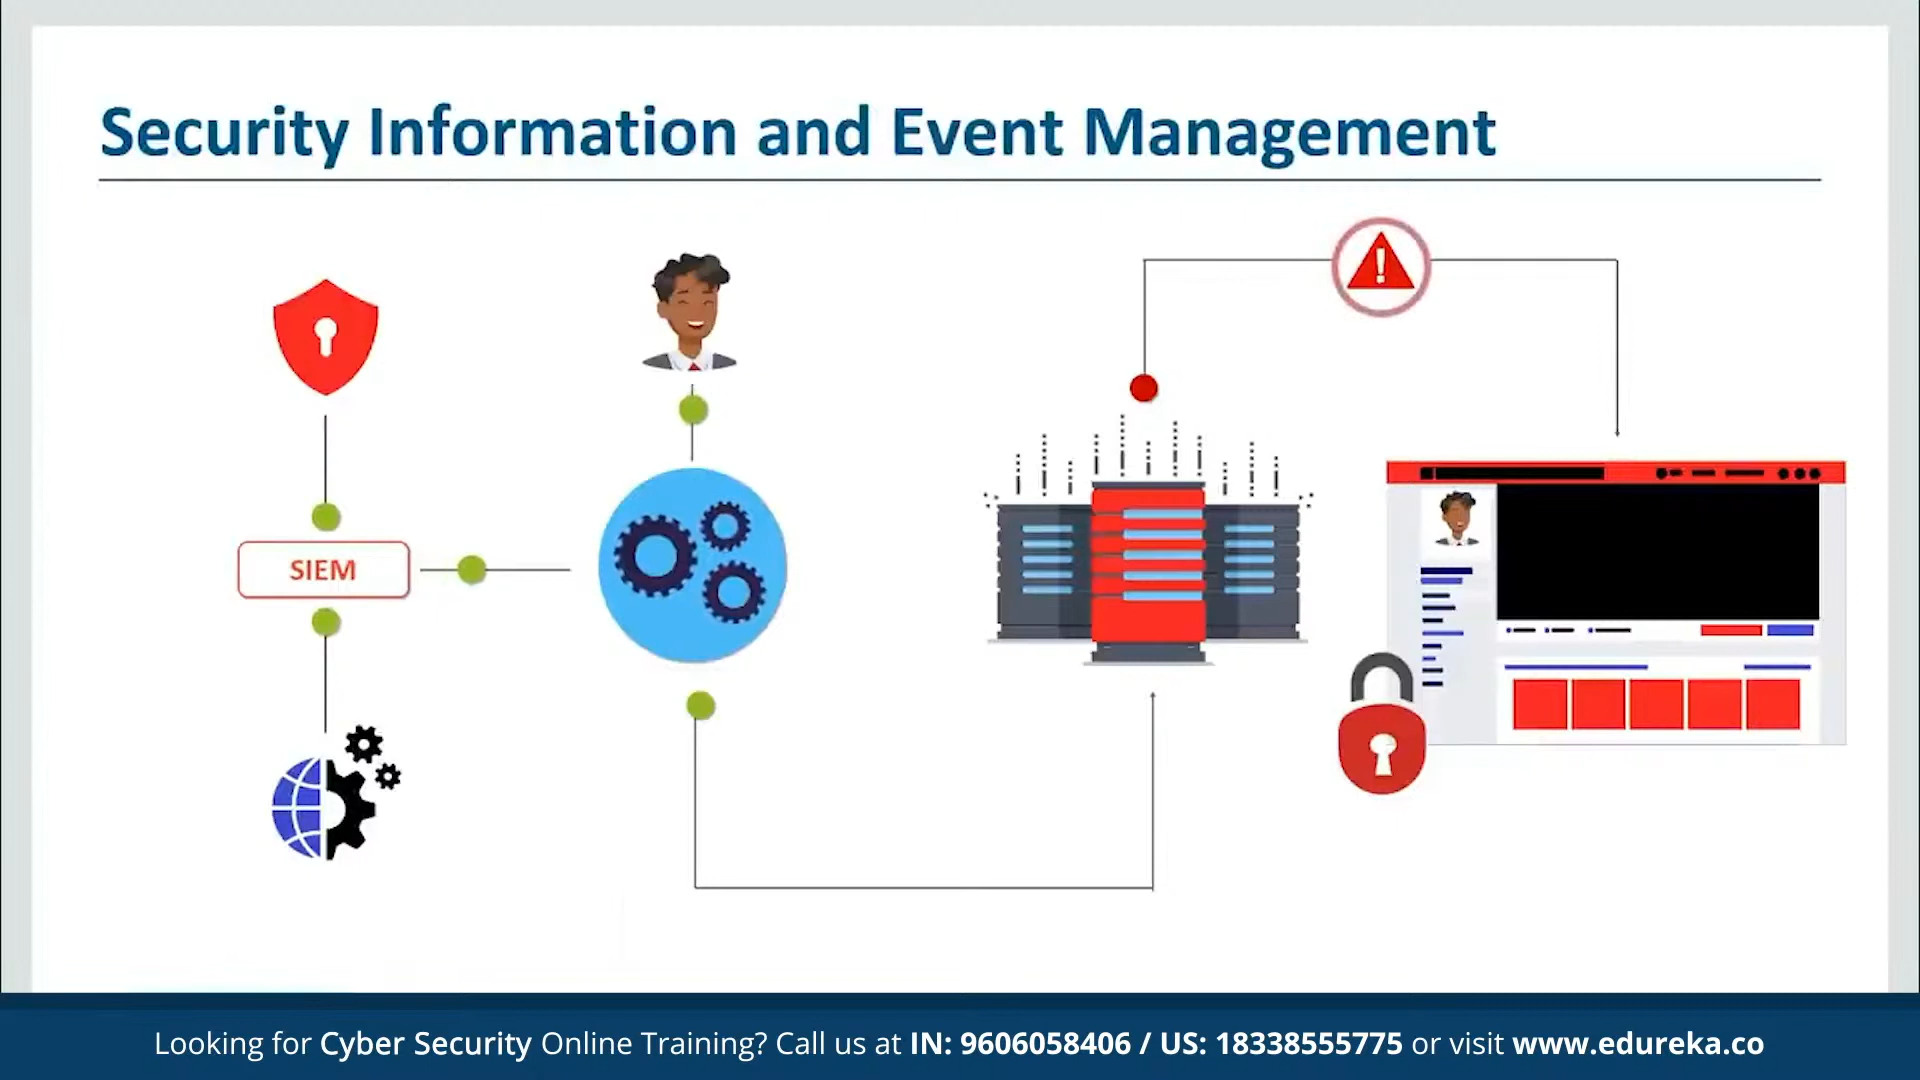 Security Information and Event Management
SIEM
Looking for Cyber Security Online Training? Call us at IN: 9606058406 / US: 18338555775 or visit www.edureka.co